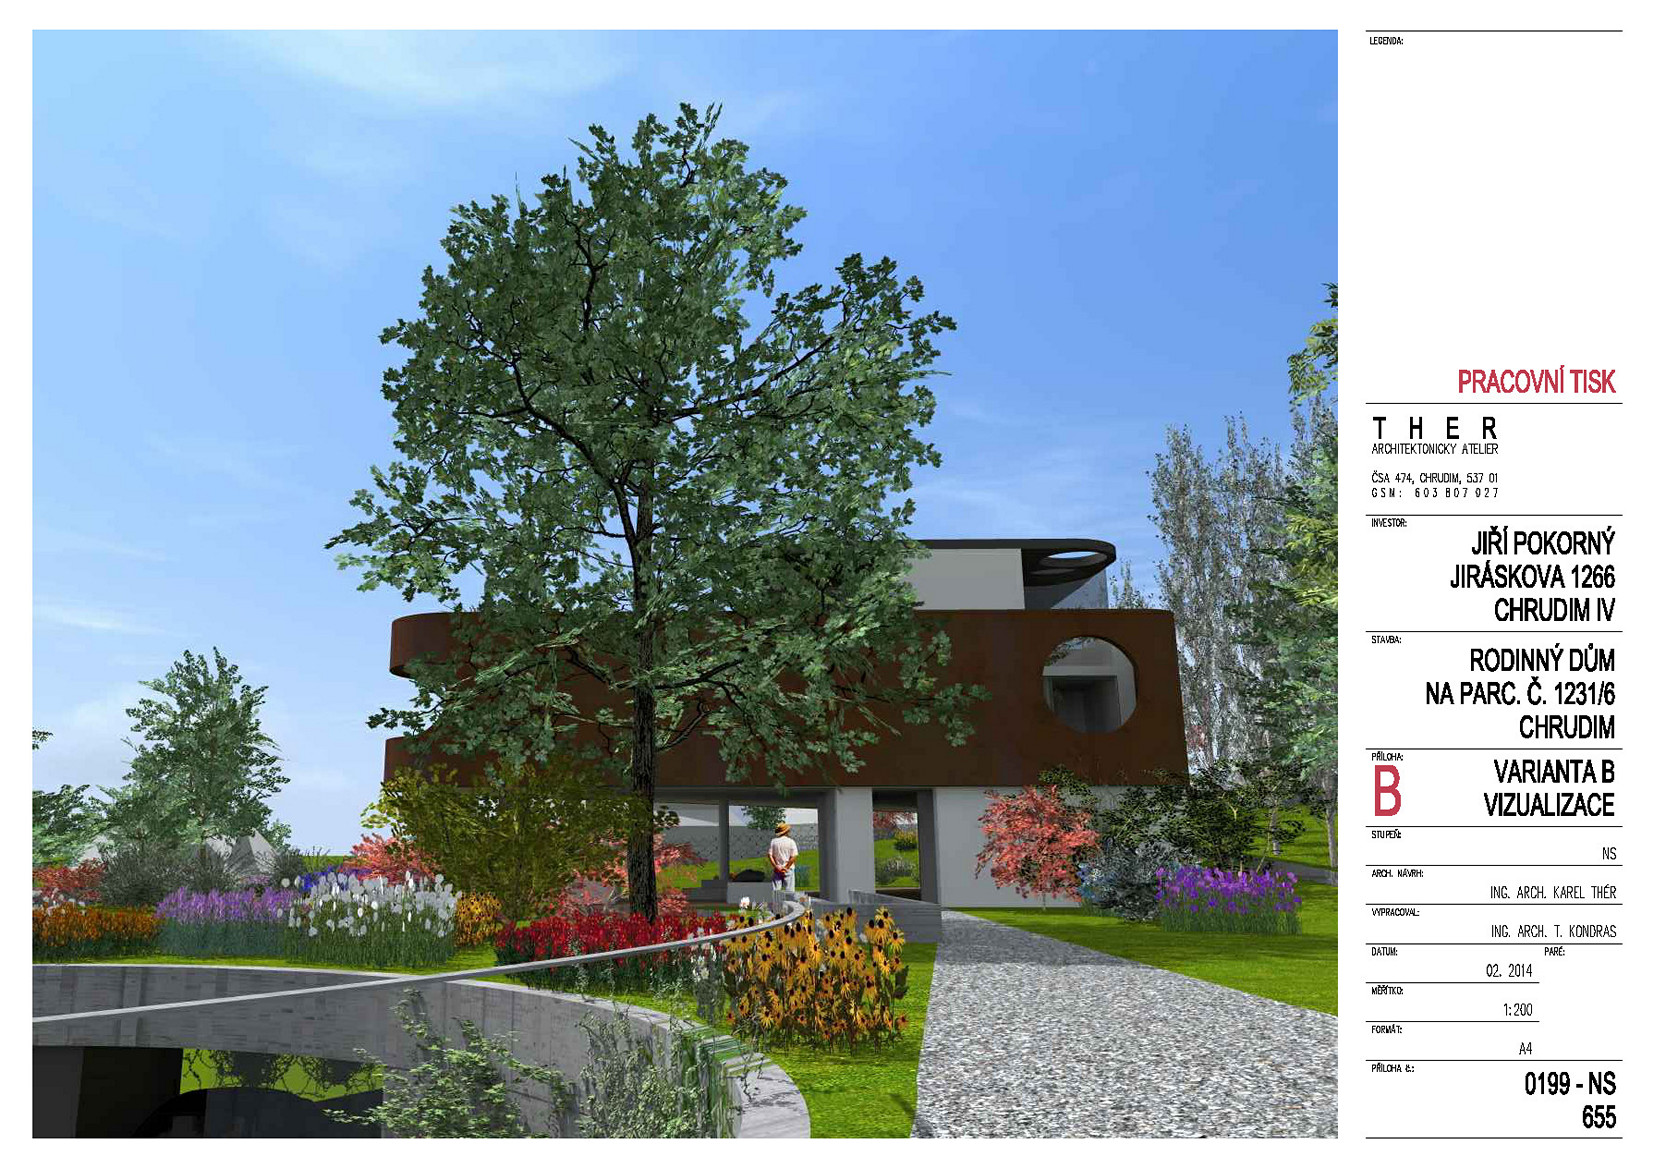 LEGENDA:
PRACOVNÍ TISK
THER
ARCHITEKTONICKY ATELIER
ČSA 474, CHRUDIM, 537 01
GSM: 603 807 027
INVESTOR:
JIŘÍ POKORNÝ
JIRÁSKOVA 1266
CHRUDIM IV
STAVBA:
RODINNÝ DŮM
NA PARC. Č. 1231/6
CHRUDIM
PŘÍLOHA:
B
VARIANTA B
VIZUALIZACE
STUPEŇ:
NS
ARCH. NÁVRH:
ING. ARCH. KAREL THÉR
VYPRACOVAL:
ING. ARCH. T. KONDRAS
DATUM:
PARÉ:
02. 2014
MĚŘÍTKO:
1:200
FORMÁT:
A4
PŘÍLOHA č.:
0199 - NS
655